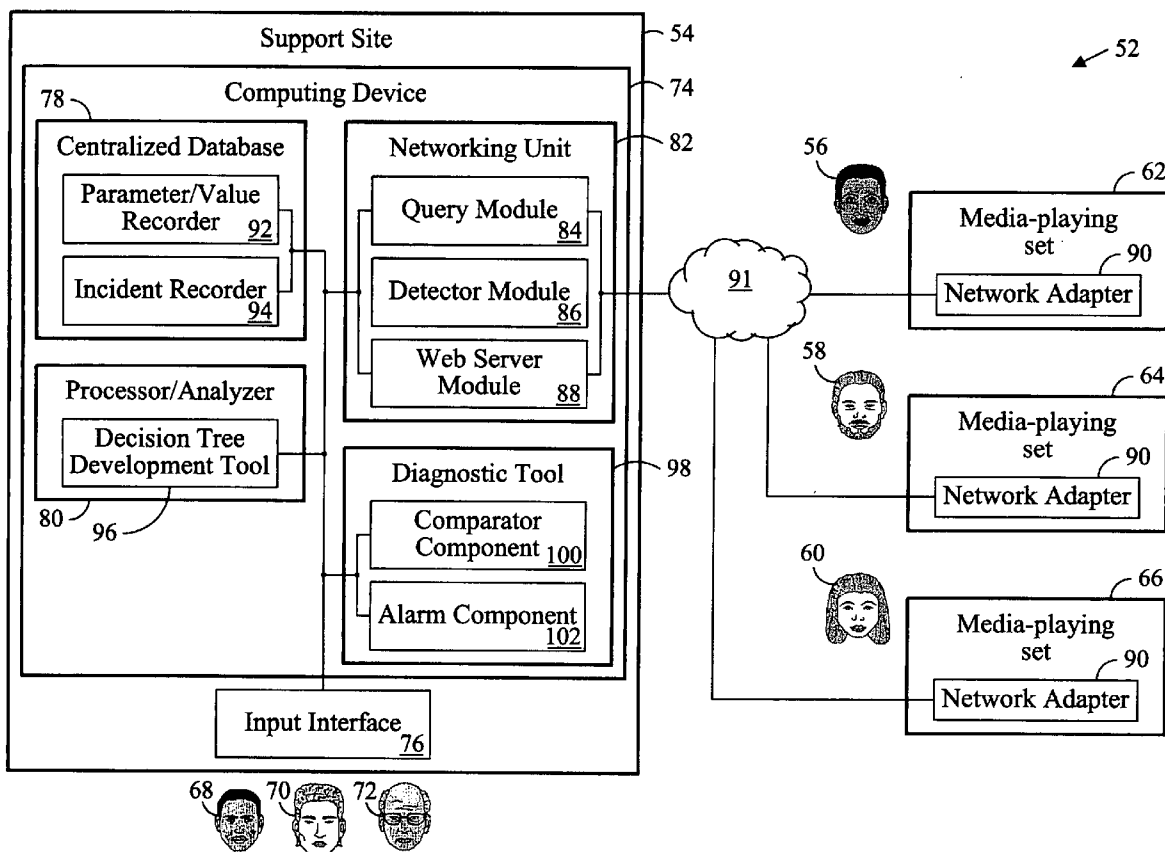 Support Site
54
52
Computing Device
74
78
Centralized Database
Parameter/Value
Recorder
92
Incident Recorder
94
Networking Unit
82
Query Module
84
Detector Module
86
Web Server
Module
88
Processor/Analyzer
Decision Tree
Development Tool
80
96
Diagnostic Tool
98
Comparator
Component
100
Alarm Component
102
Input Interface
76
68
70
72
91
56
62
Media-playing
set
90
Network Adapter
58
64
Media-playing
set
90
Network Adapter
60
66
Media-playing
set
90
Network Adapter